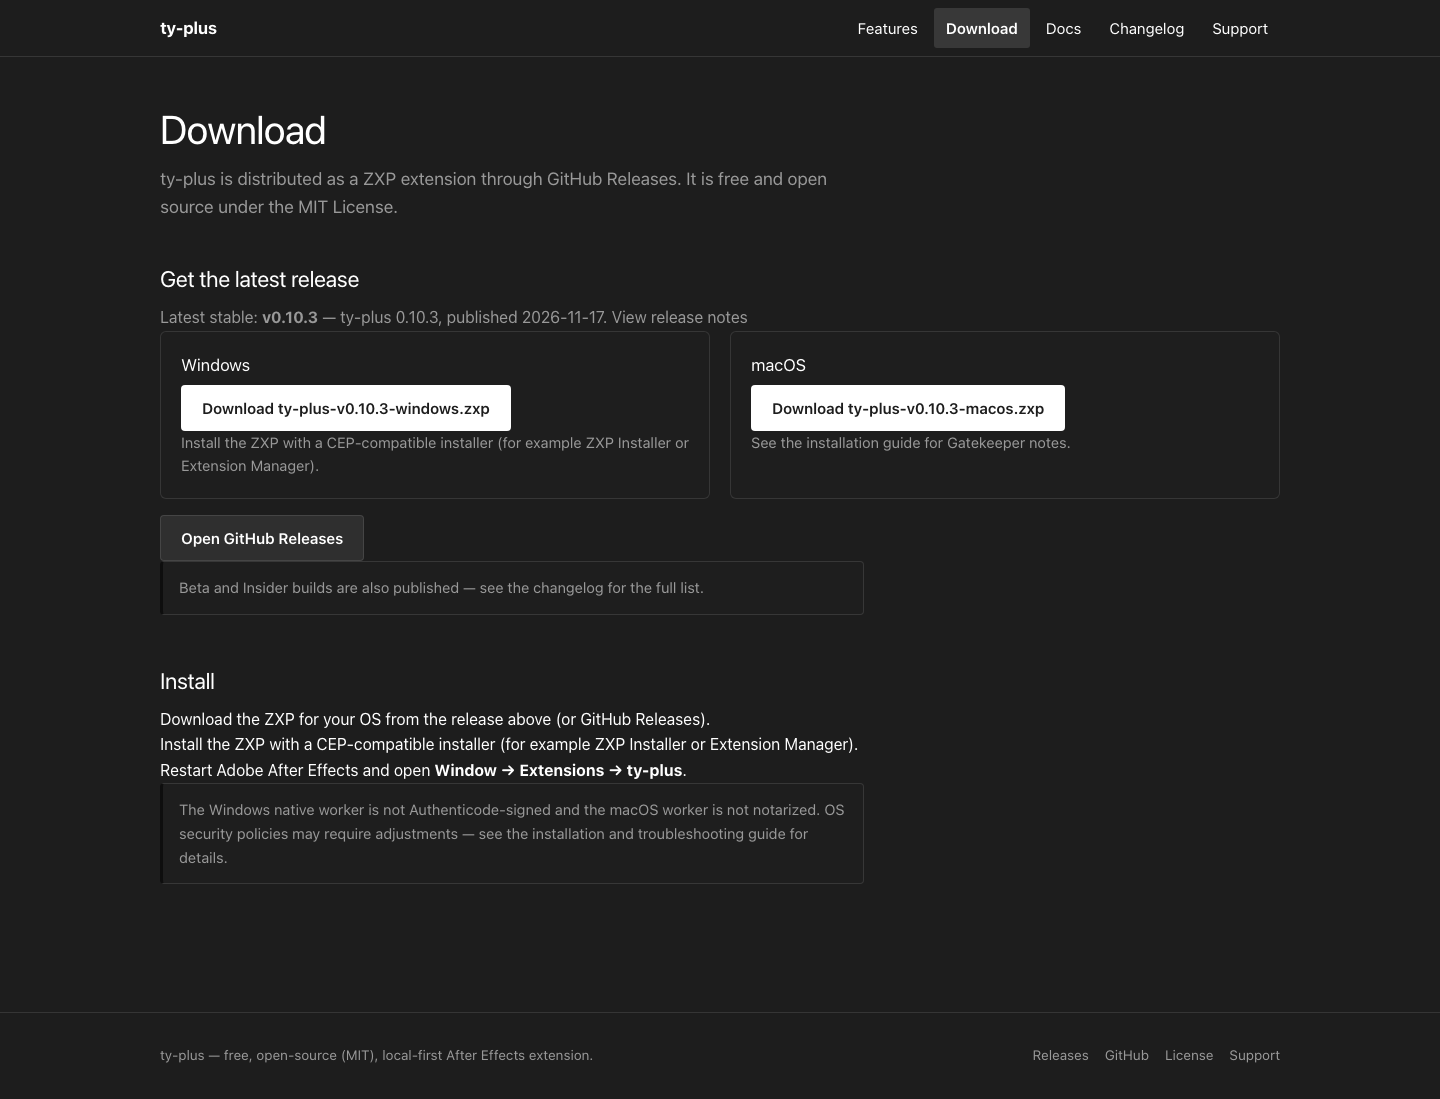 ty-plus
Features
Download
Docs
Changelog
Support
Download
ty-plus is distributed as a ZXP extension through GitHub Releases. It is free and open
source under the MIT License.
Get the latest release
Latest stable: v0.10.3 — ty-plus 0.10.3, published 2026-11-17. View release notes
Windows
Download ty-plus-v0.10.3-windows.zxp
Install the ZXP with a CEP-compatible installer (for example ZXP Installer or
Extension Manager).
macOS
Download ty-plus-v0.10.3-macos.zxp
See the installation guide for Gatekeeper notes.
Open GitHub Releases
Beta and Insider builds are also published — see the changelog for the full list.
Install
Download the ZXP for your OS from the release above (or GitHub Releases).
Install the ZXP with a CEP-compatible installer (for example ZXP Installer or Extension Manager).
Restart Adobe After Effects and open Window → Extensions → ty-plus.
The Windows native worker is not Authenticode-signed and the macOS worker is not notarized. OS
security policies may require adjustments — see the installation and troubleshooting guide for
details.
ty-plus — free, open-source (MIT), local-first After Effects extension.
Releases
GitHub
License
Support